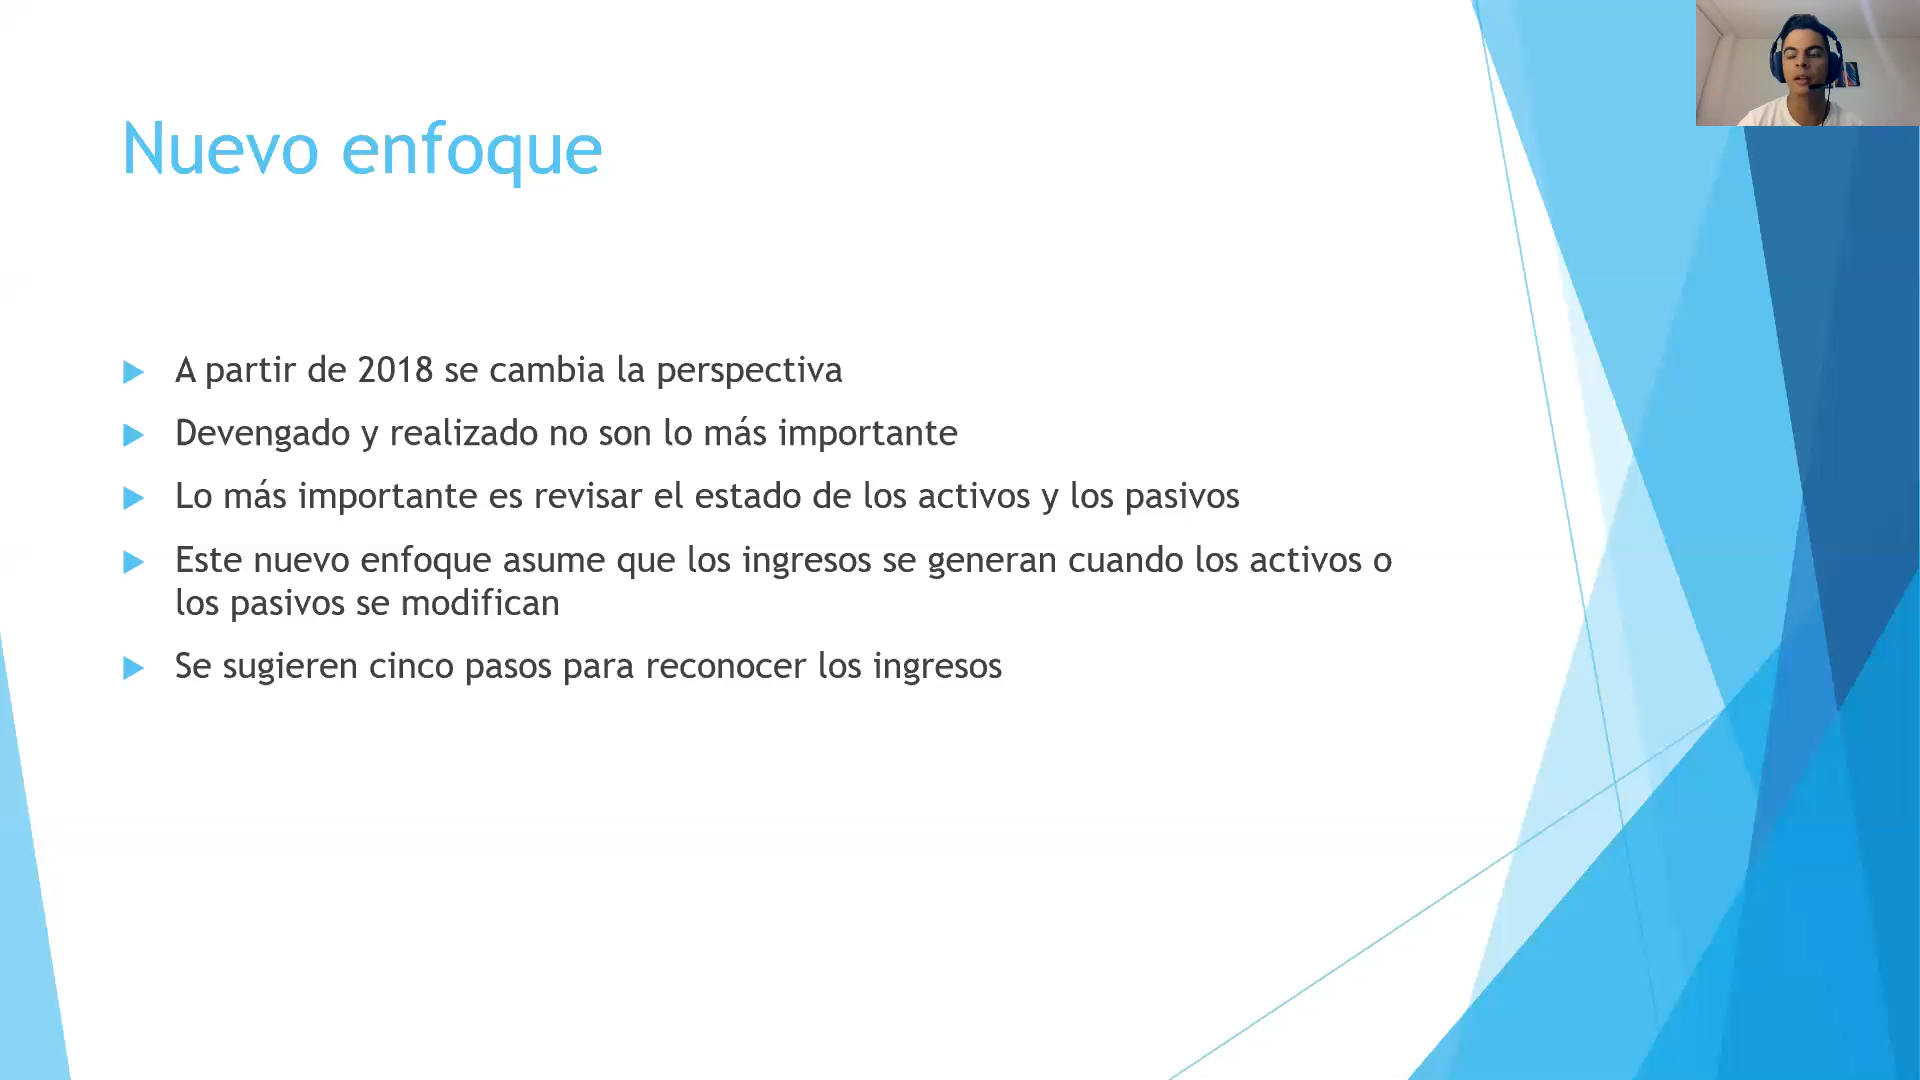 Nuevo enfoque
A partir de 2018 se cambia la perspectiva
Devengado y realizado no son lo más importante
Lo más importante es revisar el estado de los activos y los pasivos
Este nuevo enfoque asume que los ingresos se generan cuando los activos o
los pasivos se modifican
Se sugieren cinco pasos para reconocer los ingresos